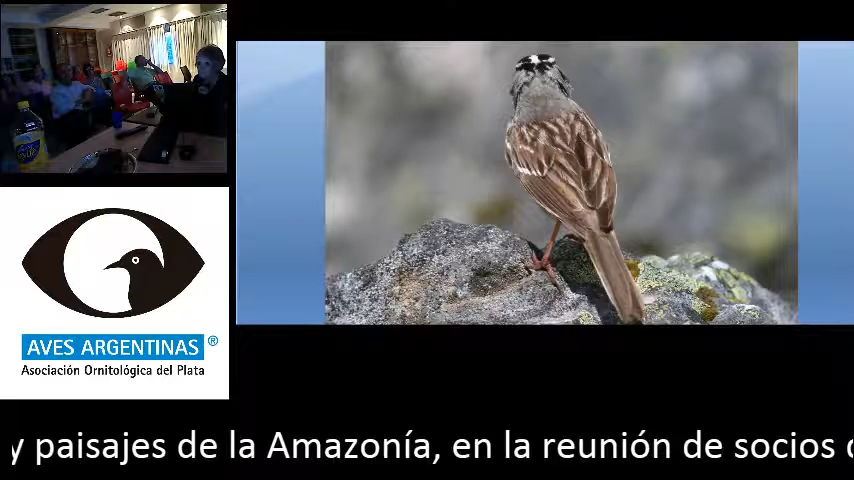 AVES ARGENTINAS ®
Asociación Ornitológica del Plata
y paisajes de la Amazonía, en la reunión de socios